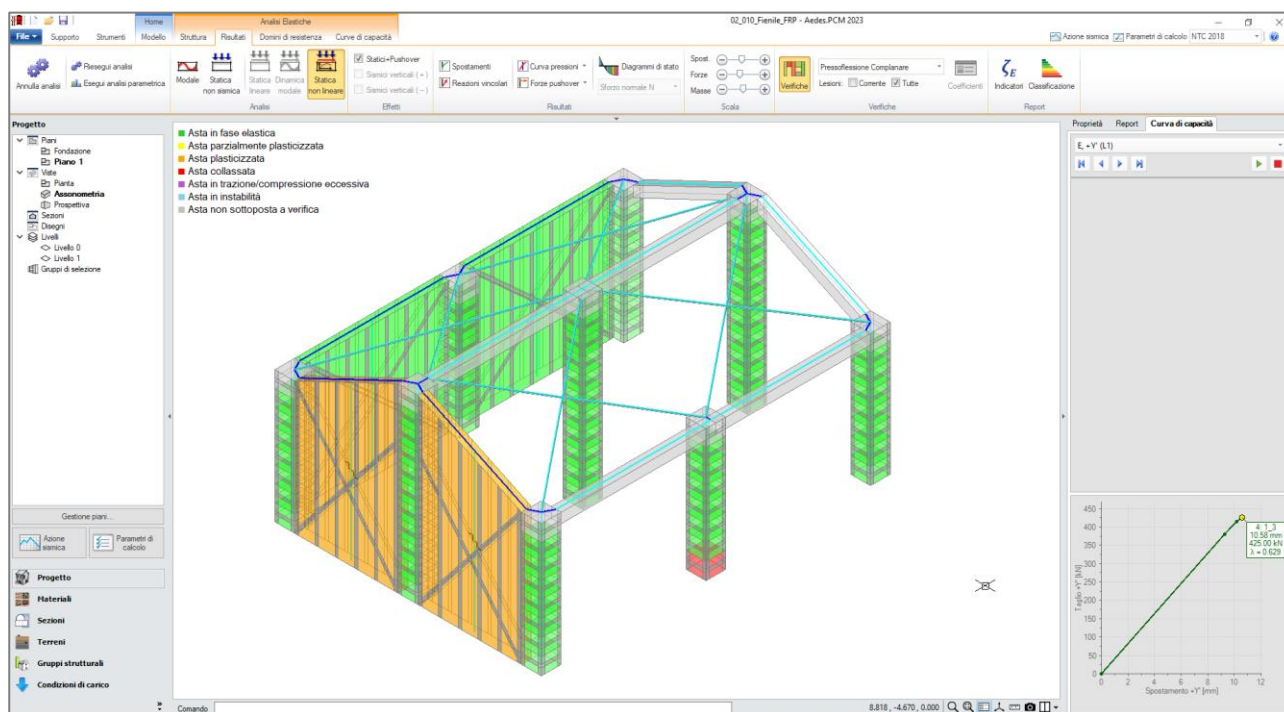 02_010_Fienile_FRP - Aedes.PCM 2023
Home
Analisi Elastiche
File
Supporto
Strumenti
Modello
Struttura
Risultati
Domini di resistenza
Curve di capacità
Azione sismica
Parametri di calcolo
NTC 2018
Annulla analisi
Riesegui analisi
Esegui analisi parametrica
Modale
Statica non sismica
Statica lineare
Dinamica modale
Statica non lineare
Analisi
Statici+Pushover
Sismici verticali (+)
Sismici verticali (-)
Effetti
Spostamenti
Reazioni vincolari
Curva pressioni
Forze pushover
Diagrammi di stato
Sforzo normale N
Risultati
Spost.
Forze
Masse
Scala
Verifiche
Pressoflessione Complanare
Lesioni:
Corrente
Tutte
Coefficienti
Verifiche
ζE
Indicatori
Classificazione
Report
Progetto
Piani
Fondazione
Piano 1
Viste
Pianta
Assonometria
Prospettiva
Sezioni
Disegni
Livelli
Livello 0
Livello 1
Gruppi di selezione
Gestione piani...
Azione sismica
Parametri di calcolo
Progetto
Materiali
Sezioni
Terreni
Gruppi strutturali
Condizioni di carico
Asta in fase elastica
Asta parzialmente plasticizzata
Asta plasticizzata
Asta collassata
Asta in trazione/compressione eccessiva
Asta in instabilità
Asta non sottoposta a verifica
Comando
8.818, -4.670, 0.000
Proprietà
Report
Curva di capacità
E, +Y' (L1)
450
400
350
300
250
200
150
100
50
0
Taglio +Y' [kN]
4: 1_3
10.58 mm
425.00 kN
λ = 0.629
0 2 4 6 8 10 12
Spostamento +Y' [mm]